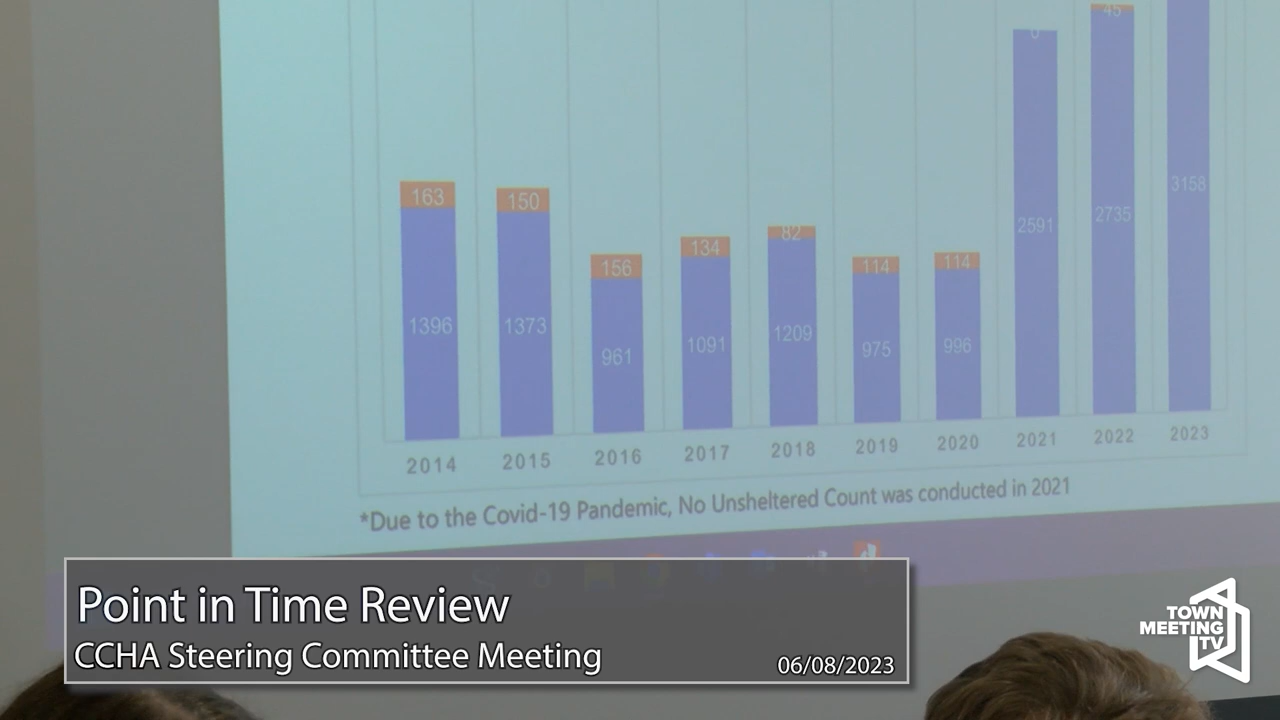 45
0
3158
2735
2591
163
150
82
134
156
114
114
1396
1373
961
1091
1209
975
996
2014 2015 2016 2017 2018 2019 2020 2021 2022 2023
*Due to the Covid-19 Pandemic, No Unsheltered Count was conducted in 2021
Point in Time Review
CCHA Steering Committee Meeting
06/08/2023
TOWN
MEETING
TV